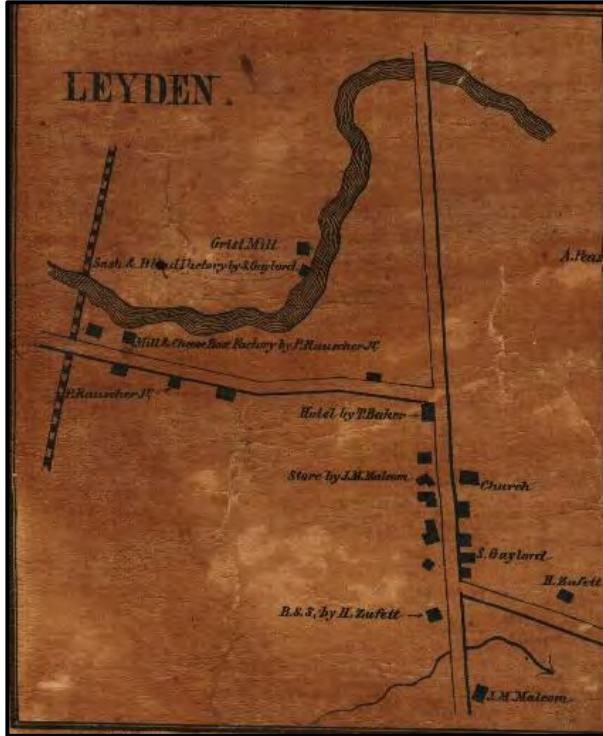 LEYDEN.
Grist Mill
Sash & Blind Factory by S. Gaylord
A. Peas
Mill & Cheese Box Factory by P. Rauscher Jr.
P. Rauscher Jr.
Hotel by T. Baker
Store by J.M. Malcom
Church
S. Gaylord
H. Zufelt
B.S.S, by H. Zufelt
J.M. Malcom